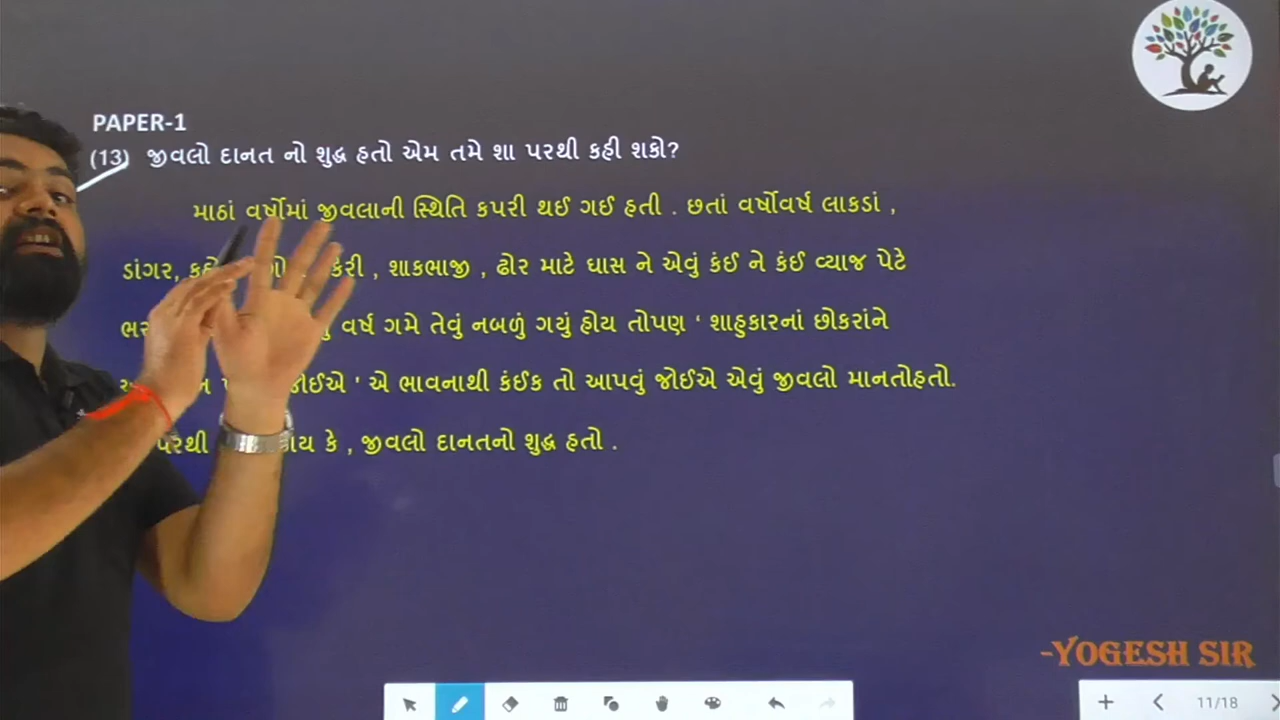 PAPER-1
(13) જીવલો દાનત નો શુદ્ધ હતો એમ તમે શા પરથી કહી શકો?
માઠાં વર્ષોમાં જીવલાની સ્થિતિ કપરી થઈ ગઈ હતી . છતાં વર્ષોવર્ષ લાકડાં ,
ડાંગર, કેરી , શાકભાજી , ઢોર માટે ઘાસ ને એવું કંઈ ને કંઈ વ્યાજ પેટે
વર્ષ ગમે તેવું નબળું ગયું હોય તોપણ ‘ શાહુકારનાં છોકરાંને
જોઈએ ' એ ભાવનાથી કંઈક તો આપવું જોઈએ એવું જીવલો માનતોહતો.
પરથી કે , જીવલો દાનતનો શુદ્ધ હતો .
-YOGESH SIR
11/18